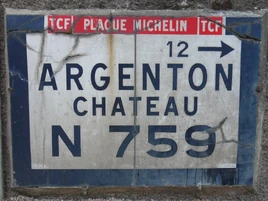 TCF PLAQUE MICHELIN TCF
12 →
ARGENTON
CHATEAU
N 759